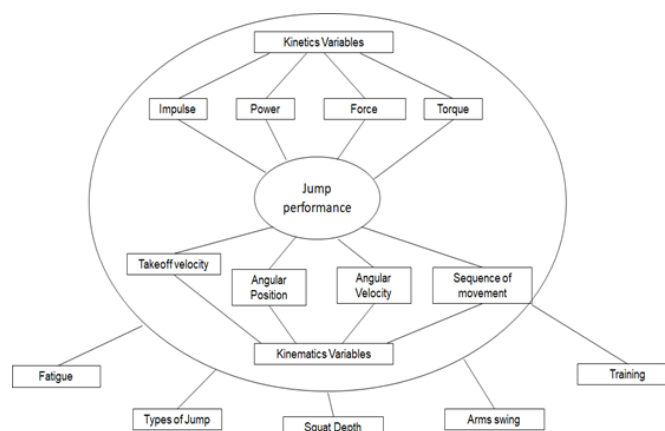 Kinetics Variables
Impulse
Power
Force
Torque
Jump
performance
Takeoff velocity
Angular
Position
Angular
Velocity
Sequence of
movement
Kinematics Variables
Fatigue
Training
Types of Jump
Squat Depth
Arms swing